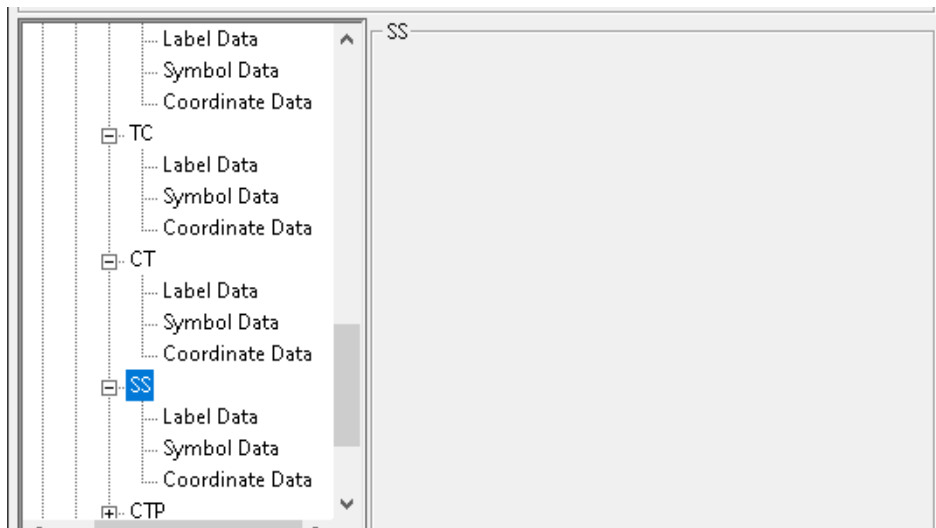 Label Data
Symbol Data
Coordinate Data
TC
Label Data
Symbol Data
Coordinate Data
CT
Label Data
Symbol Data
Coordinate Data
SS
Label Data
Symbol Data
Coordinate Data
CTP
SS